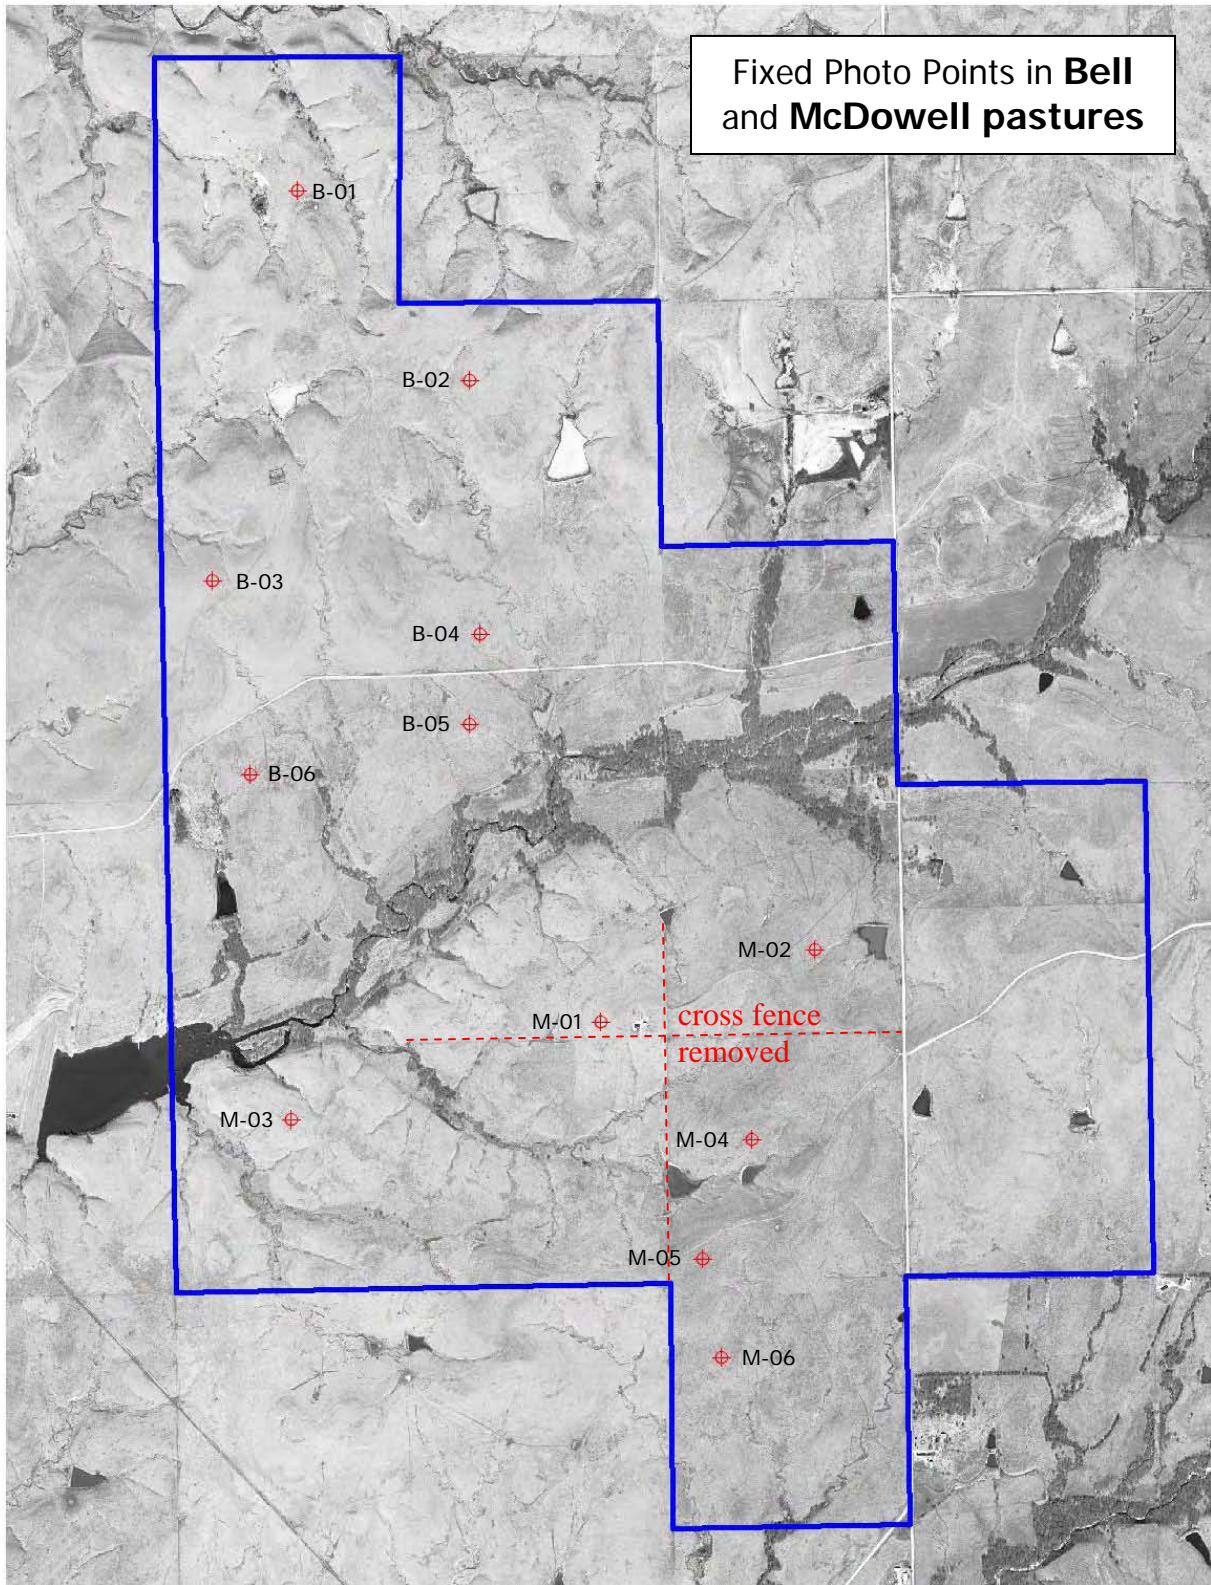 Fixed Photo Points in Bell
and McDowell pastures
B-01
B-02
B-03
B-04
B-05
B-06
M-02
M-01
cross fence
removed
M-03
M-04
M-05
M-06